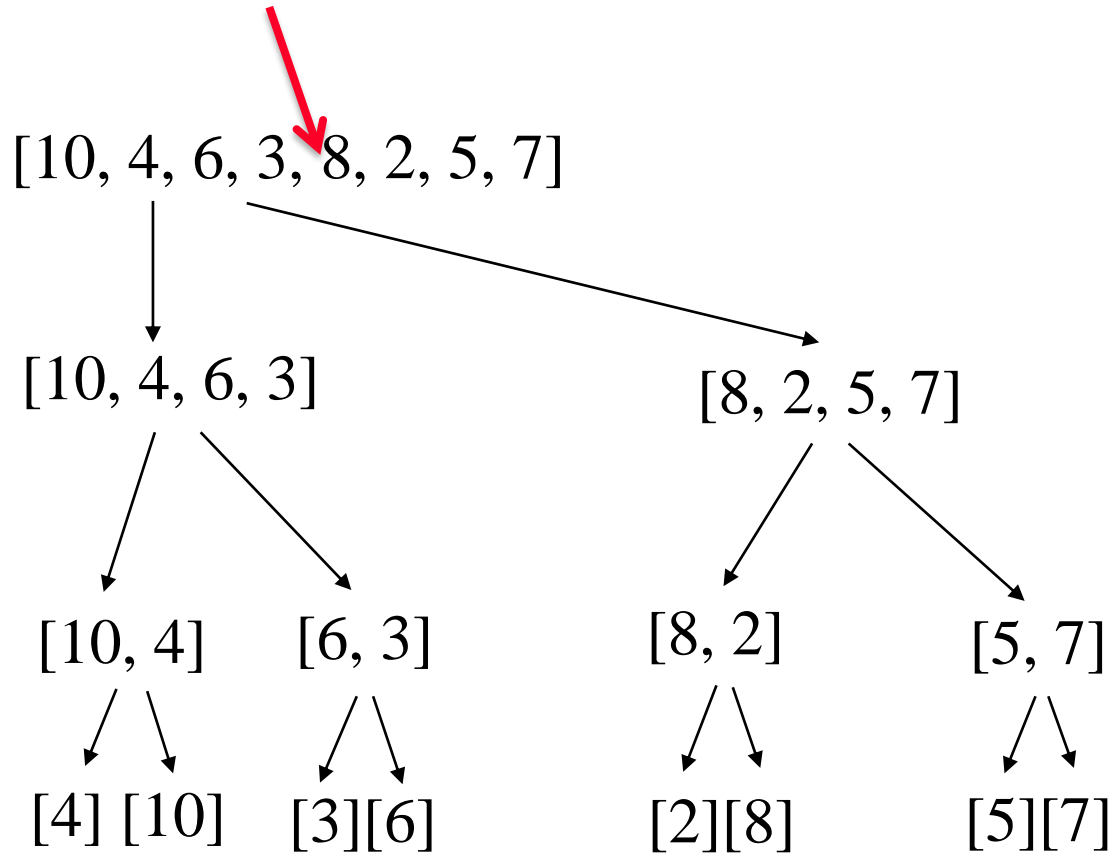 [10, 4, 6, 3, 8, 2, 5, 7]
[10, 4, 6, 3] [8, 2, 5, 7]
[10, 4] [6, 3] [8, 2] [5, 7]
[4] [10] [3][6] [2][8] [5][7]